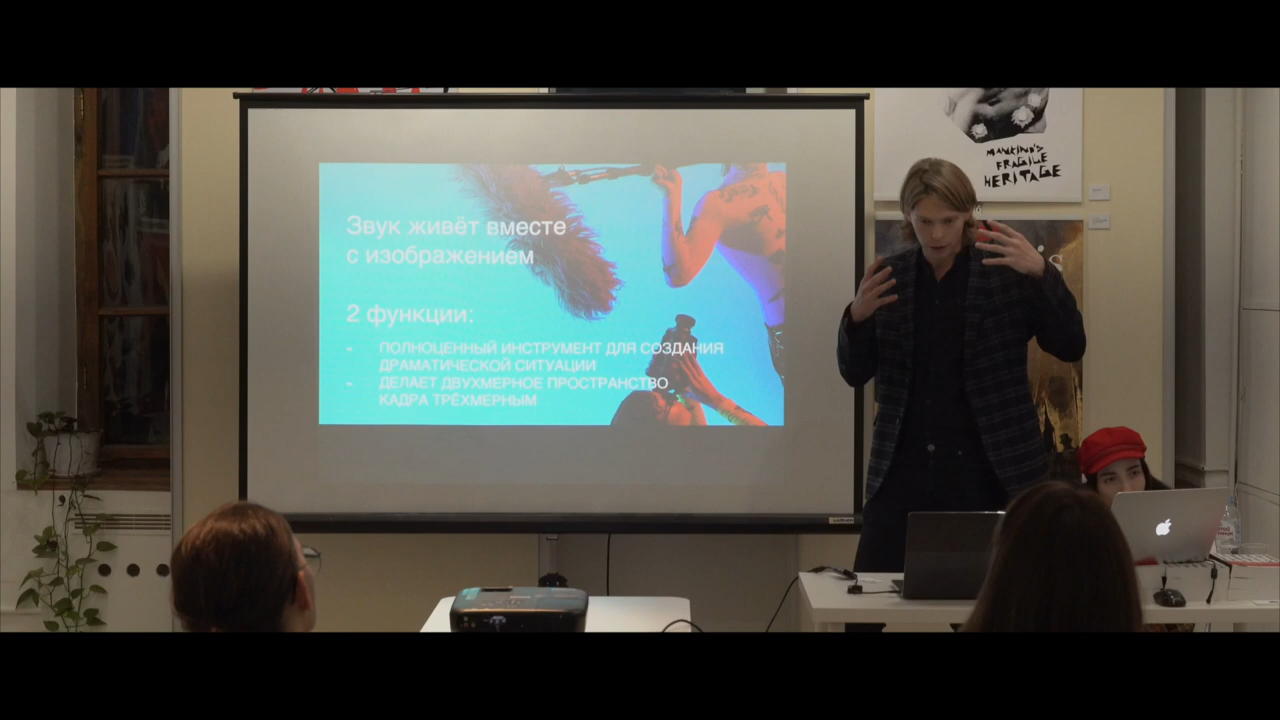 Звук живёт вместе
с изображением
2 функции:
- ПОЛНОЦЕННЫЙ ИНСТРУМЕНТ ДЛЯ СОЗДАНИЯ
ДРАМАТИЧЕСКОЙ СИТУАЦИИ
- ДЕЛАЕТ ДВУХМЕРНОЕ ПРОСТРАНСТВО
КАДРА ТРЁХМЕРНЫМ
MANKIND'S
FRAGILE
HERITAGE